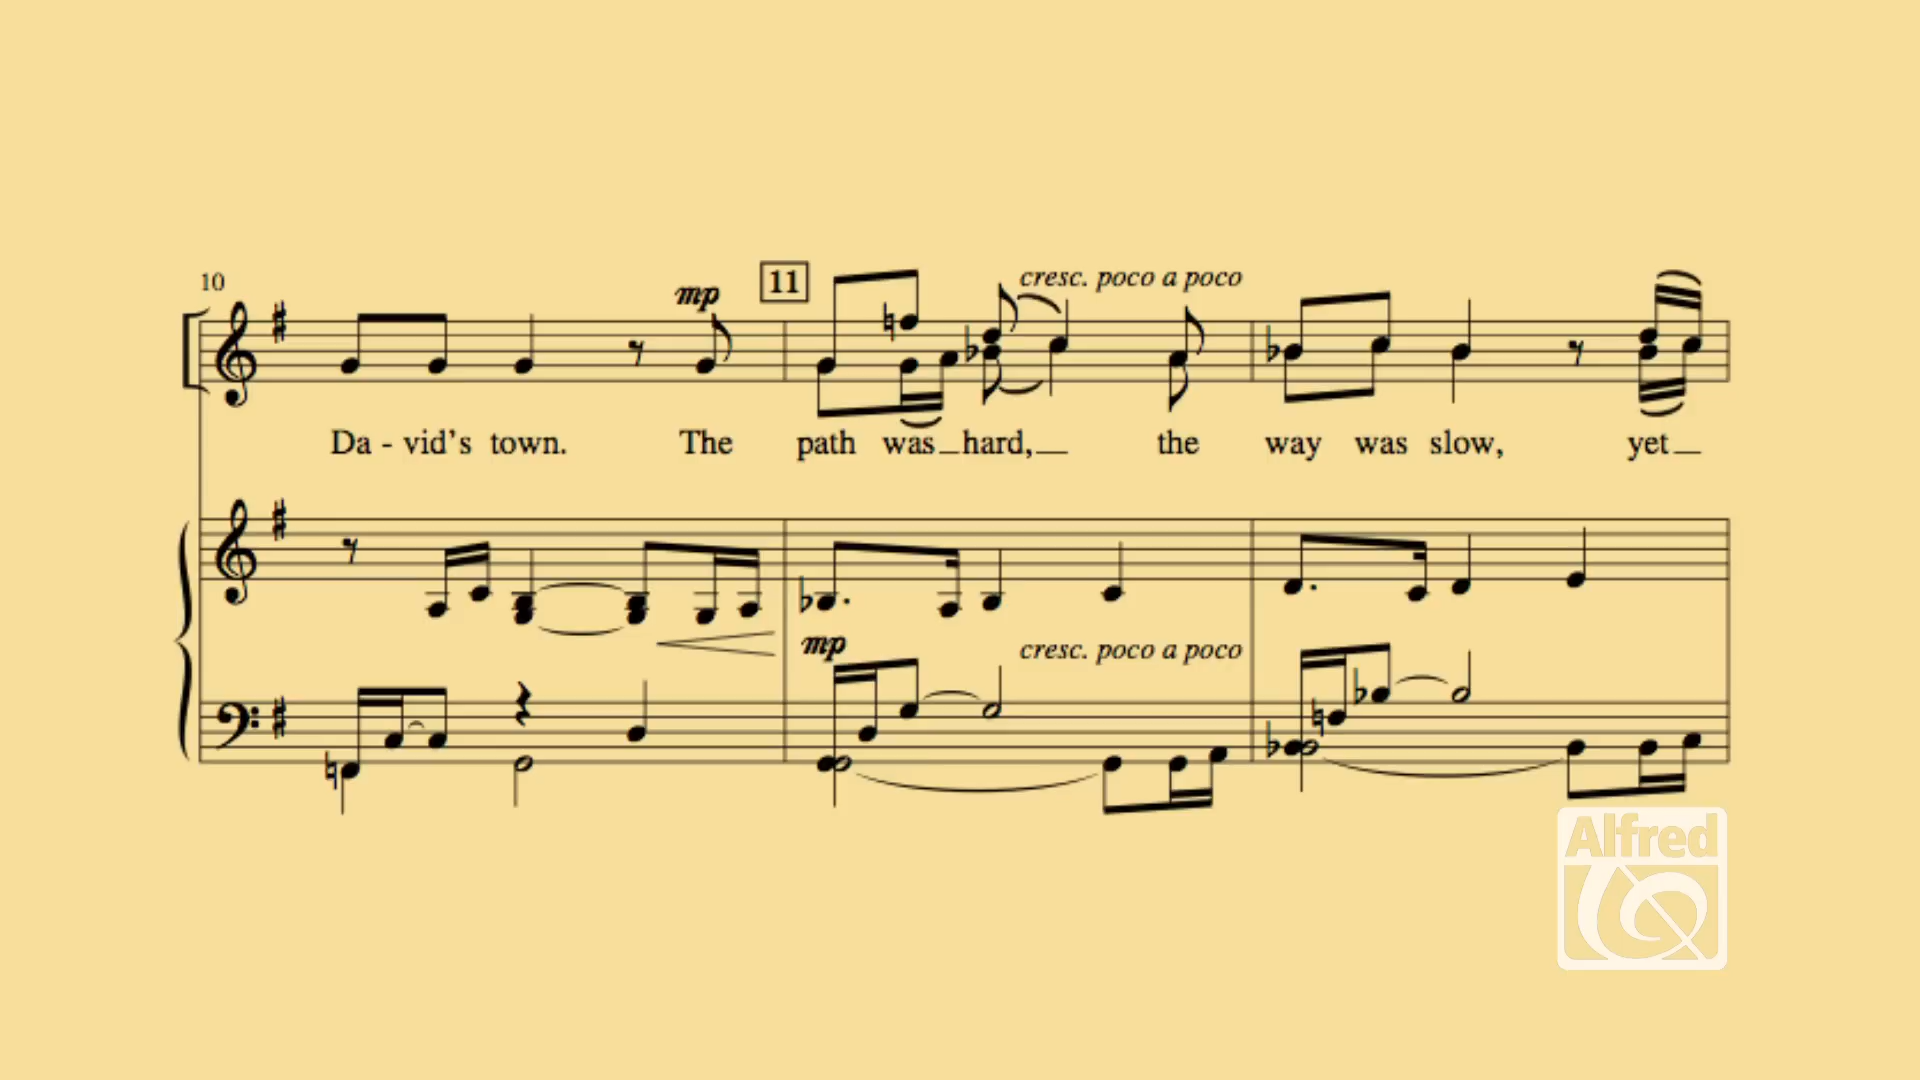 10
mp
11
cresc. poco a poco
Da - vid's town. The path was hard, the way was slow, yet
mp
cresc. poco a poco
Alfred